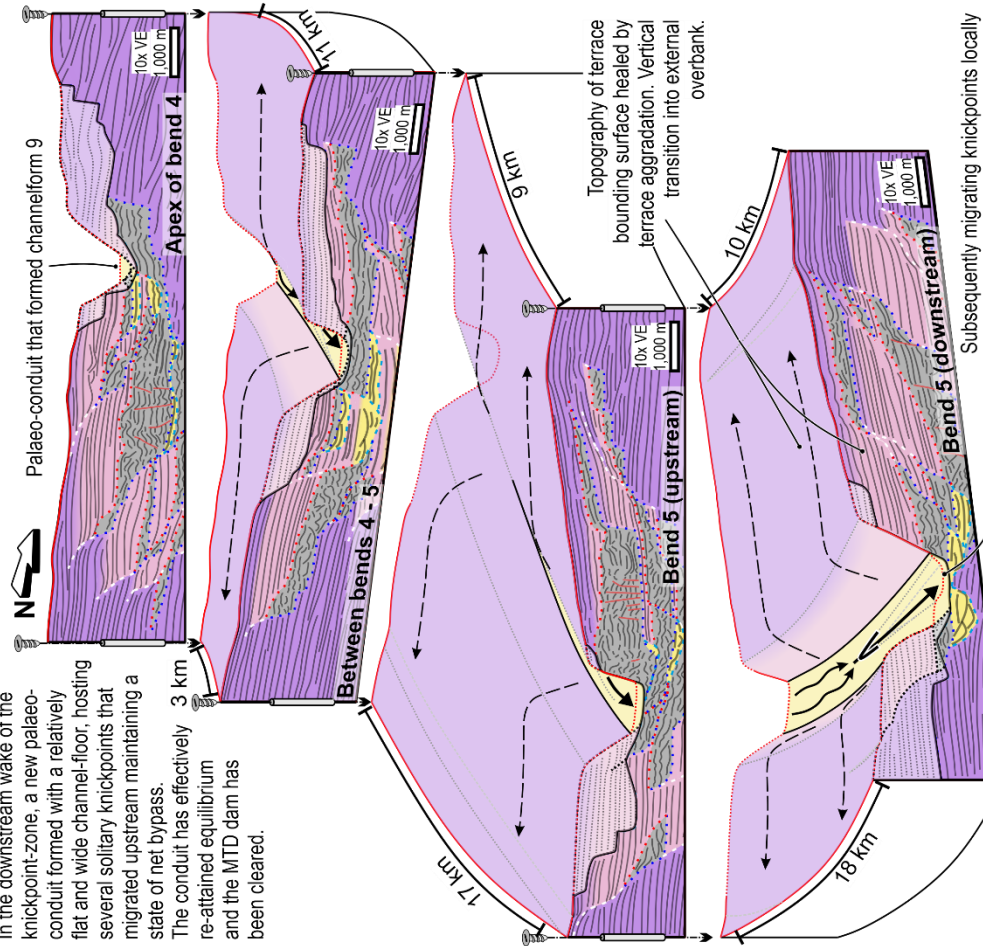 In the downstream wake of the
knickpoint-zone, a new palaeo-
conduit formed with a relatively
flat and wide channel-floor, hosting
several solitary knickpoints that
migrated upstream maintaining a
state of net bypass.
The conduit has effectively
re-attained equilibrium
and the MTD dam has
been cleared.
N
Palaeo-conduit that formed channelform 9
10x VE
1,000 m
Apex of bend 4
3 km
11 km
10x VE
1,000 m
Between bends 4 - 5
17 km
9 km
10x VE
1,000 m
Bend 5 (upstream)
Topography of terrace
bounding surface healed by
terrace aggradation. Vertical
transition into external
overbank.
18 km
10 km
10x VE
1,000 m
Bend 5 (downstream)
Subsequently migrating knickpoints locally